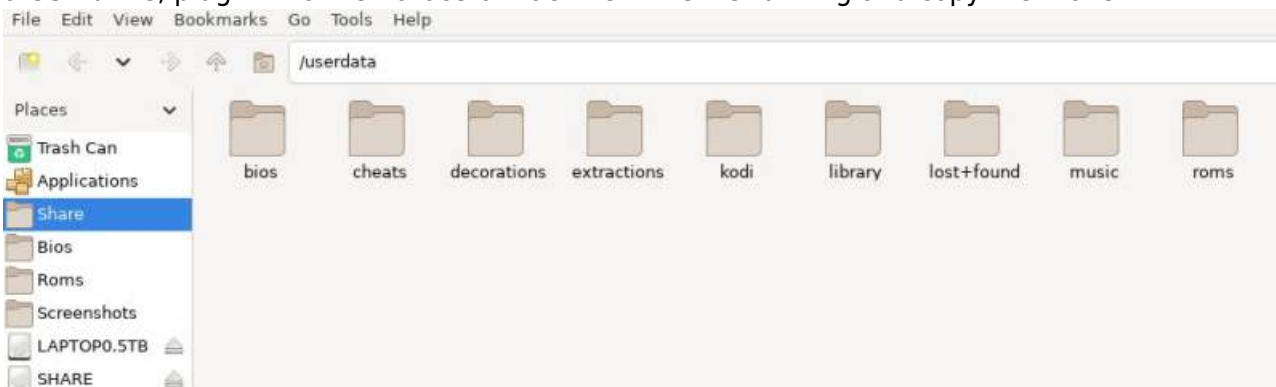 File Edit View Bookmarks Go Tools Help
/userdata
Places
Trash Can
Applications
Share
Bios
Roms
Screenshots
LAPTOP0.5TB
SHARE
bios cheats decorations extractions kodi library lost+found music roms